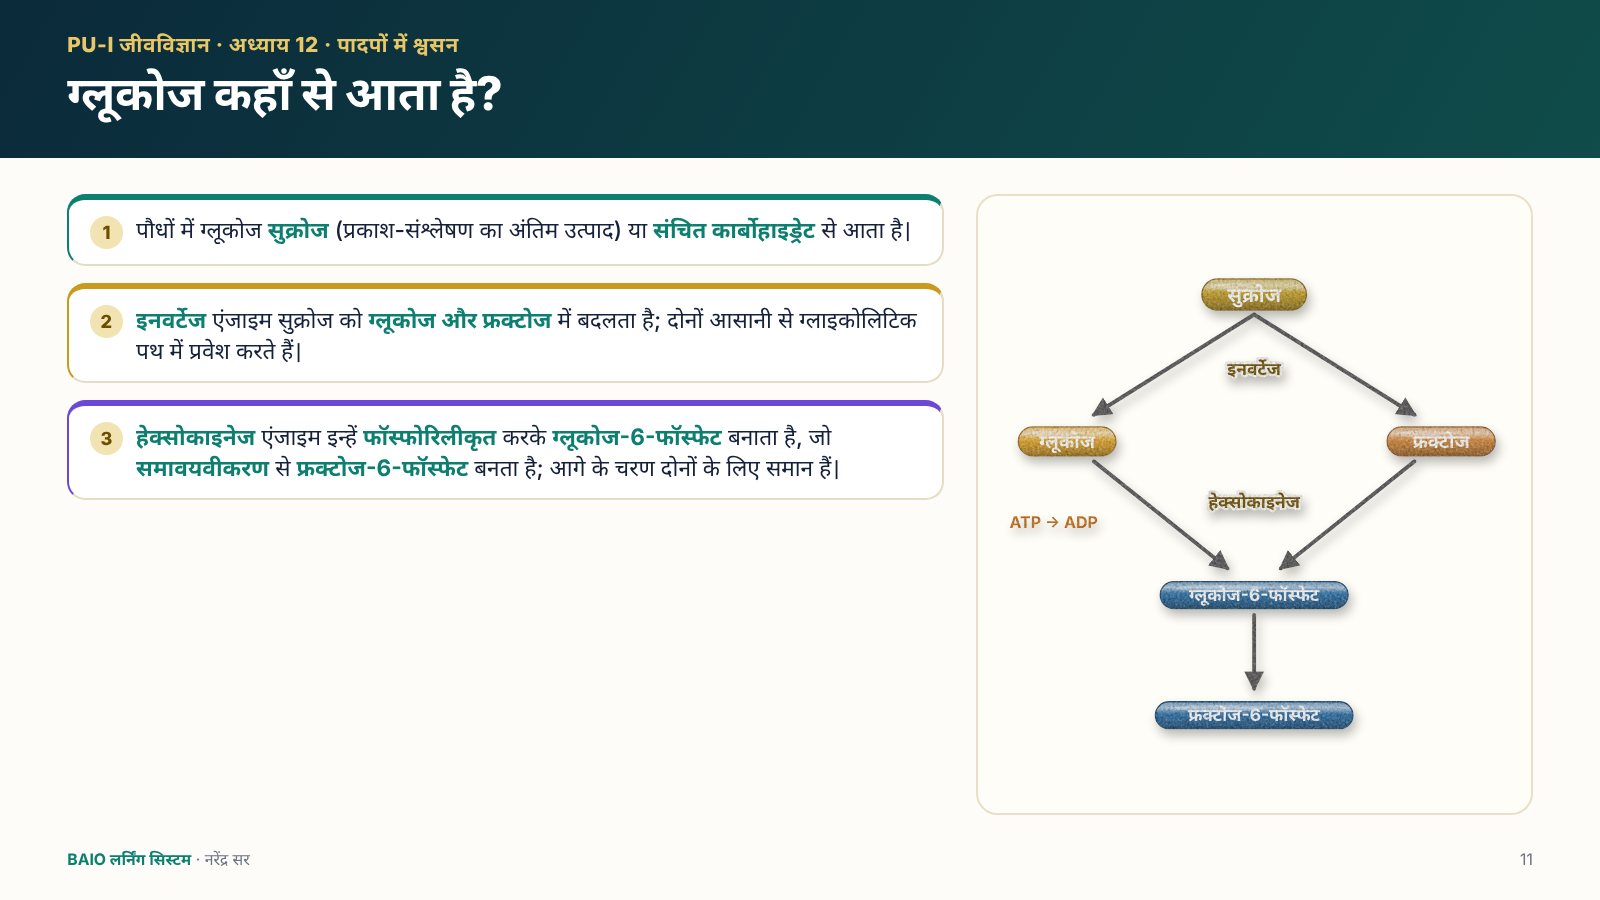 PU-I जीवविज्ञान · अध्याय 12 · पादपों में श्वसन
ग्लूकोज कहाँ से आता है?
1 पौधों में ग्लूकोज सुक्रोज (प्रकाश-संश्लेषण का अंतिम उत्पाद) या संचित कार्बोहाइड्रेट से आता है|
2 इनवर्टेज एंजाइम सुक्रोज को ग्लूकोज और फ्रक्टोज में बदलता है; दोनों आसानी से ग्लाइकोलिटिक
पथ में प्रवेश करते हैं|
3 हेक्सोकाइनेज एंजाइम इन्हें फॉस्फोरिलीकृत करके ग्लूकोज-6-फॉस्फेट बनाता है, जो
समावयवीकरण से फ्रक्टोज-6-फॉस्फेट बनता है; आगे के चरण दोनों के लिए समान हैं|
सुक्रोज
इनवर्टेज
ग्लूकोज
फ्रक्टोज
हेक्सोकाइनेज
ATP → ADP
ग्लूकोज-6-फॉस्फेट
फ्रक्टोज-6-फॉस्फेट
BAIO लर्निंग सिस्टम · नरेंद्र सर
11